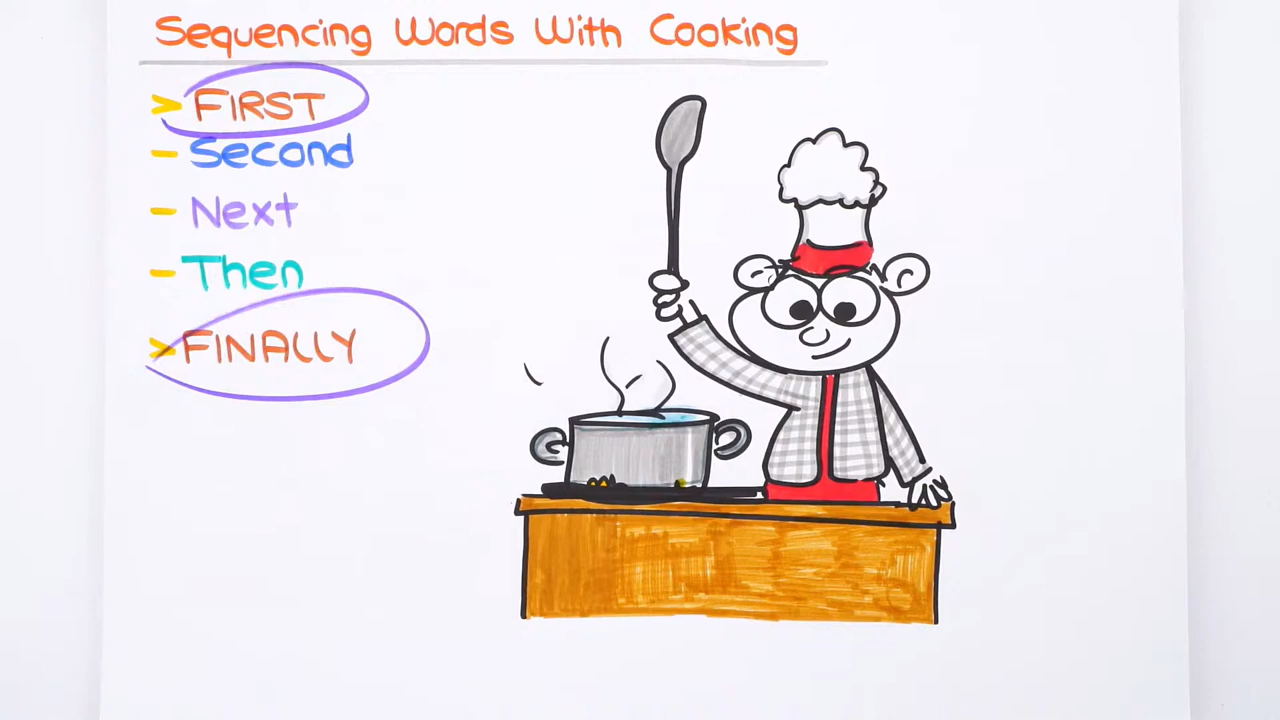 Sequencing Words With Cooking
> FIRST
- Second
- Next
- Then
> FINALLY